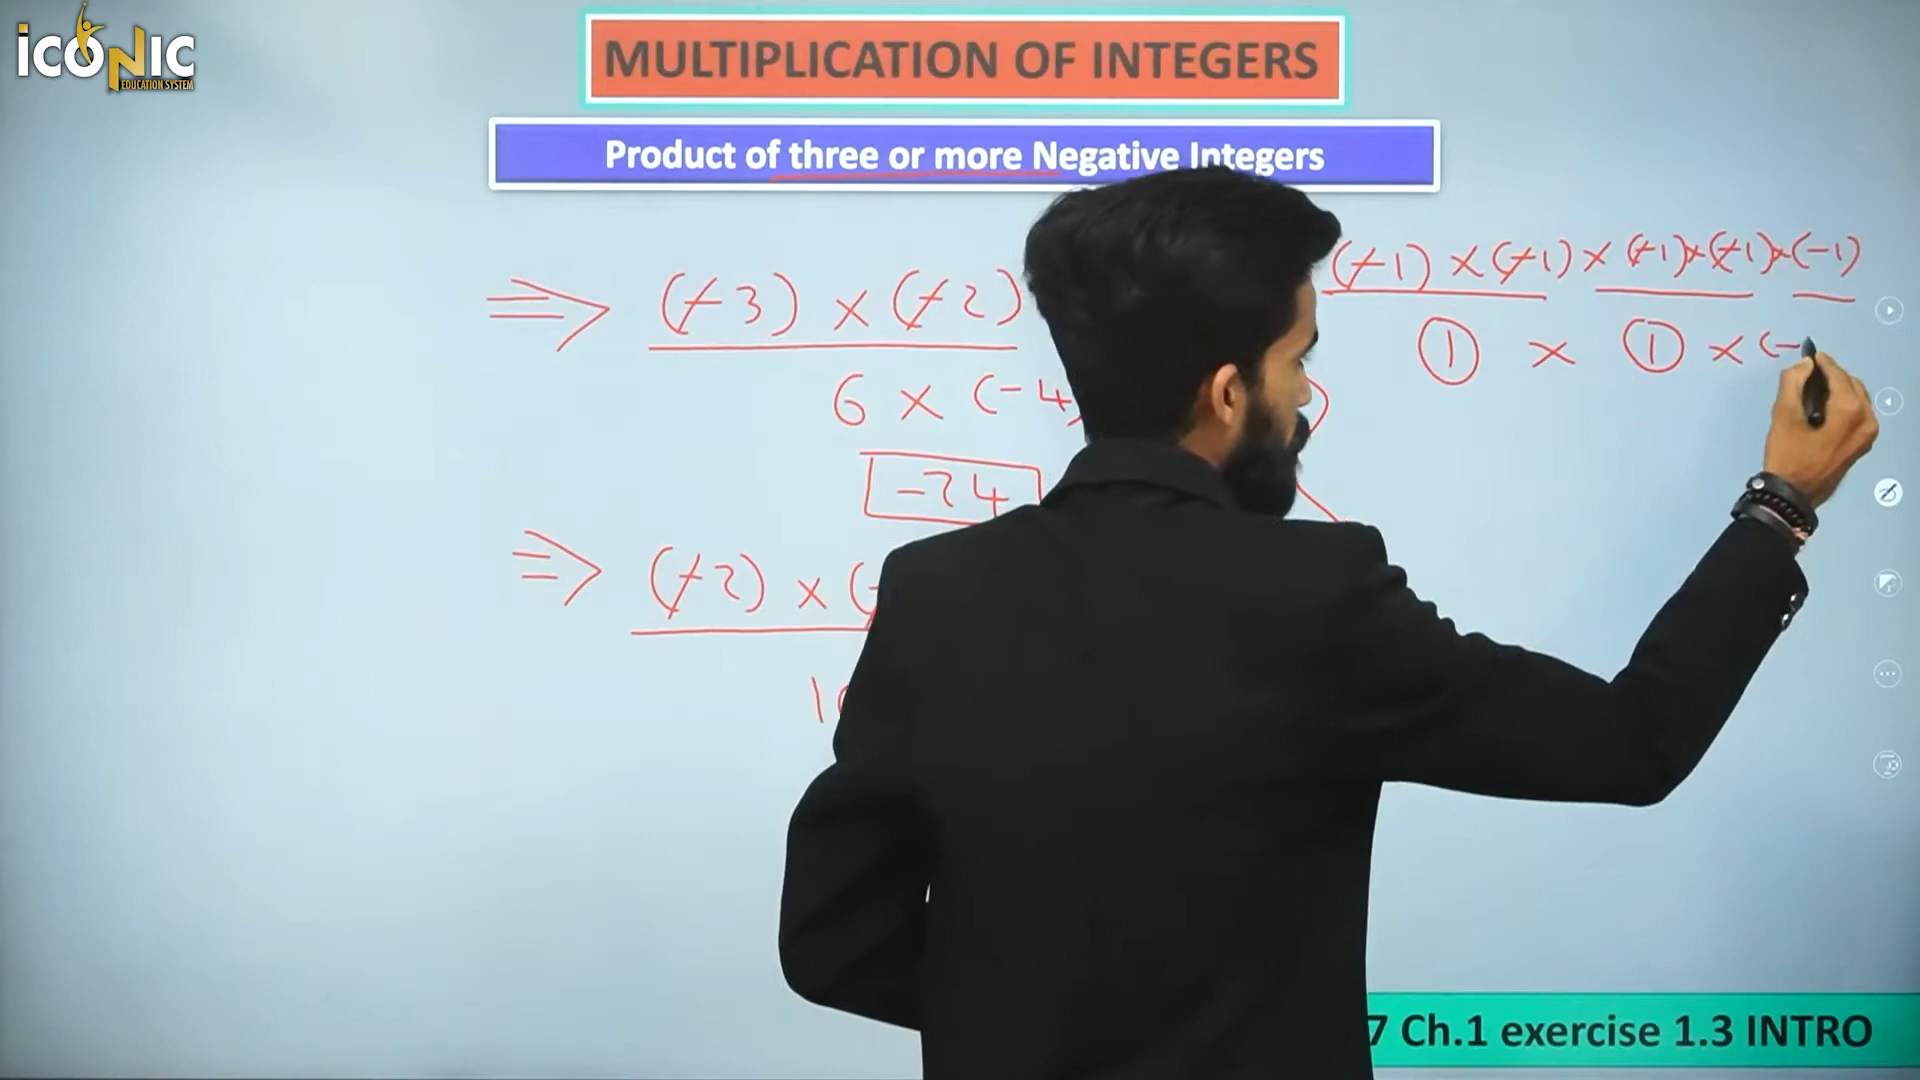 ICONIC
EDUCATION SYSTEM
MULTIPLICATION OF INTEGERS
Product of three or more Negative Integers
⇒ (-3) × (-2)
6 × (-4)
-24
⇒ (-2) × (-
(-1) × (-1) × (-1) × (-1) × (-1)
1 × 1 × (-
7 Ch.1 exercise 1.3 INTRO